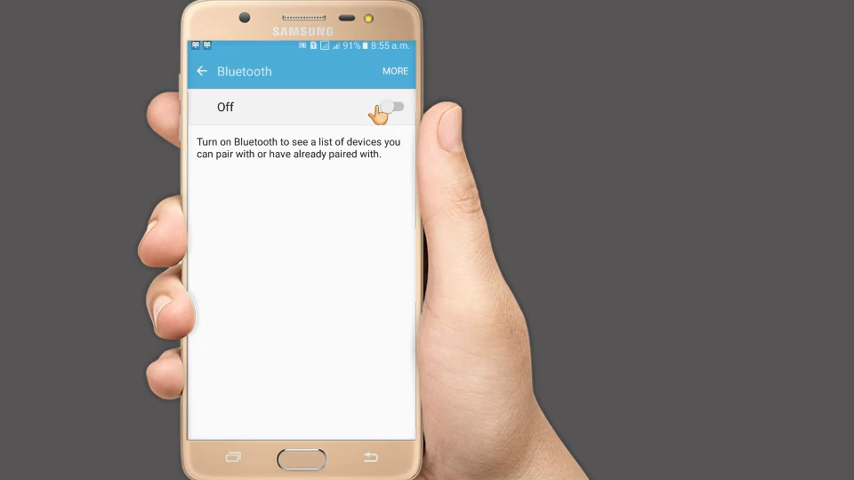 SAMSUNG
91% 8:55 a.m.
Bluetooth
MORE
Off
Turn on Bluetooth to see a list of devices you
can pair with or have already paired with.